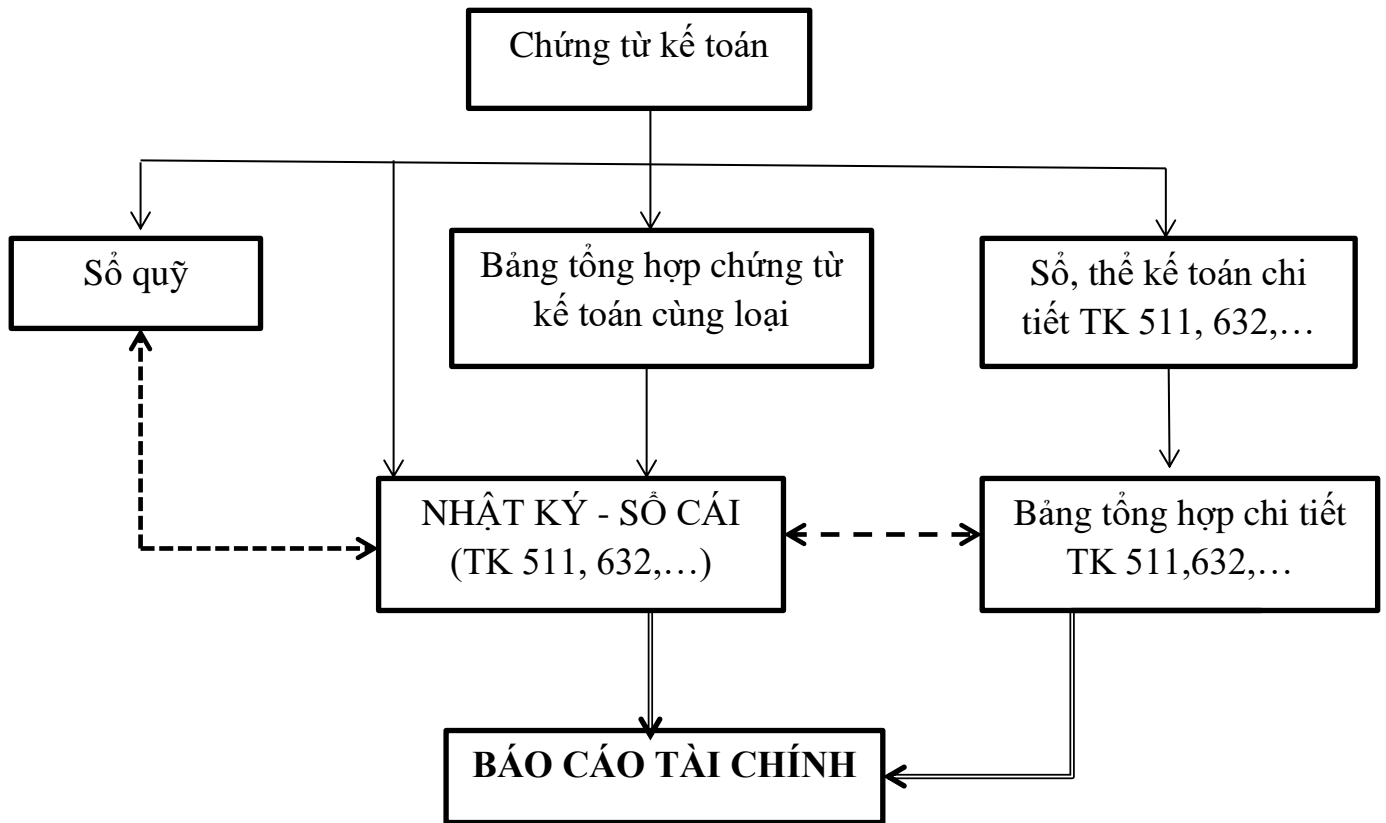 Chứng từ kế toán
Sổ quỹ
Bảng tổng hợp chứng từ
kế toán cùng loại
Sổ, thể kế toán chi
tiết TK 511, 632,…
NHẬT KÝ - SỔ CÁI
(TK 511, 632,…)
Bảng tổng hợp chi tiết
TK 511,632,…
BÁO CÁO TÀI CHÍNH